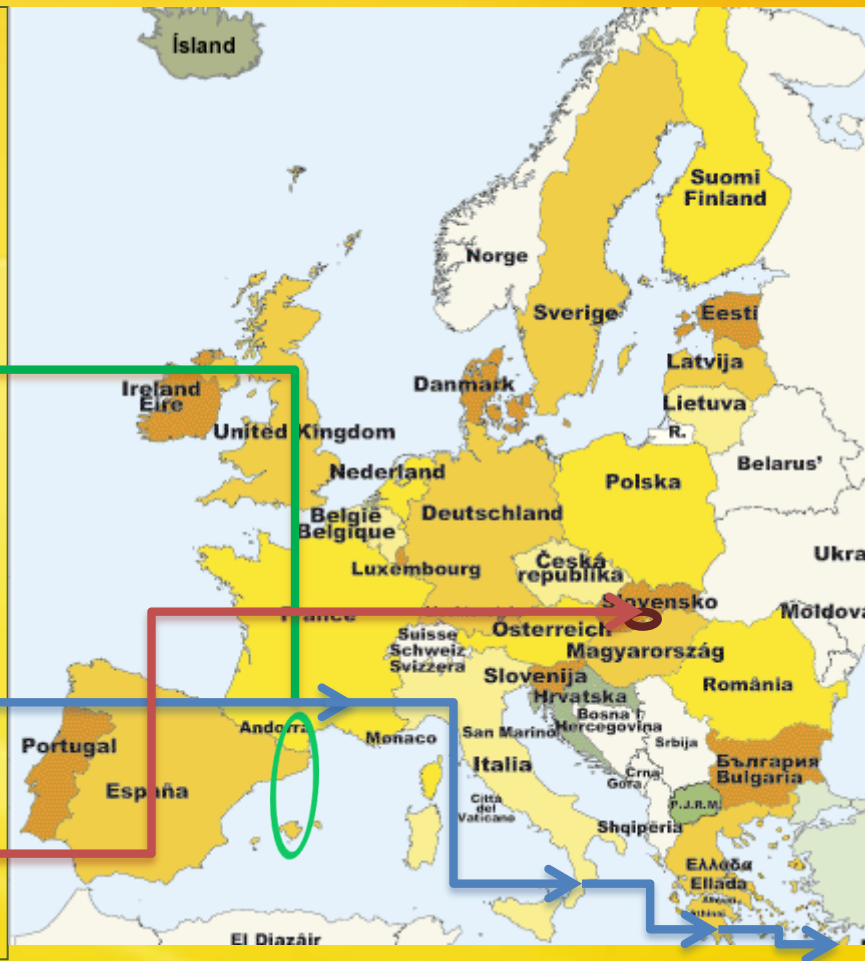 Ísland
Suomi
Finland
Norge
Sverige
Eesti
Latvija
Danmark
Ireland
Eire
Lietuva
R.
United Kingdom
Belarus'
Nederland
Polska
België
Belgique
Deutschland
Ukra
Česká
republika
Luxembourg
Slovensko
Moldova
France
Österreich
Suisse
Schweiz
Svizzera
Magyarország
Slovenija
România
Hrvatska
Bosna i
Hercegovina
Andorra
San Marino
Monaco
Srbija
Portugal
Italia
България
Bulgaria
Crna
Gora
España
P.J.R.M.
Città
del
Vaticano
Shqipëria
Ελλάδα
Ellada
El Djazâir